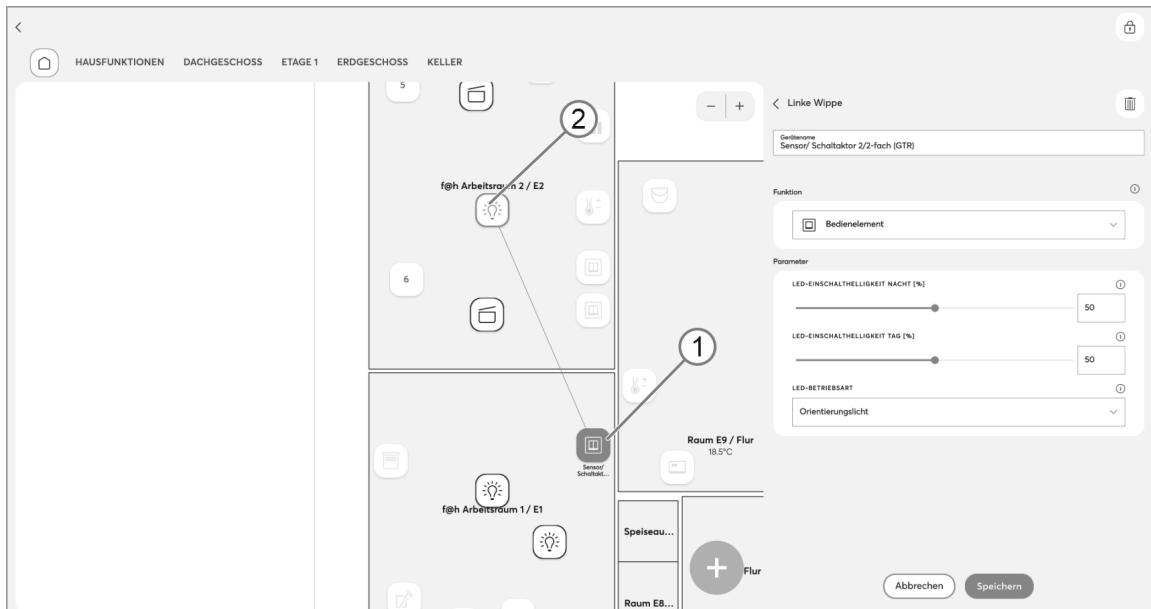 HAUSFUNKTIONEN DACHGESCHOSS ETAGE 1 ERDGESCHOSS KELLER
5
2
f@h Arbeitsraum 2 / E2
6
1
Sensor/
Schaltakt...
Raum E9 / Flur
18.5°C
f@h Arbeitsraum 1 / E1
Speiseau...
Flur
Raum E8...
− +
Linke Wippe
Gerätename
Sensor/ Schaltaktor 2/2-fach (GTR)
Funktion
Bedienelement
Parameter
LED-EINSCHALTHELLIGKEIT NACHT [%]
50
LED-EINSCHALTHELLIGKEIT TAG [%]
50
LED-BETRIEBSART
Orientierungslicht
Abbrechen Speichern